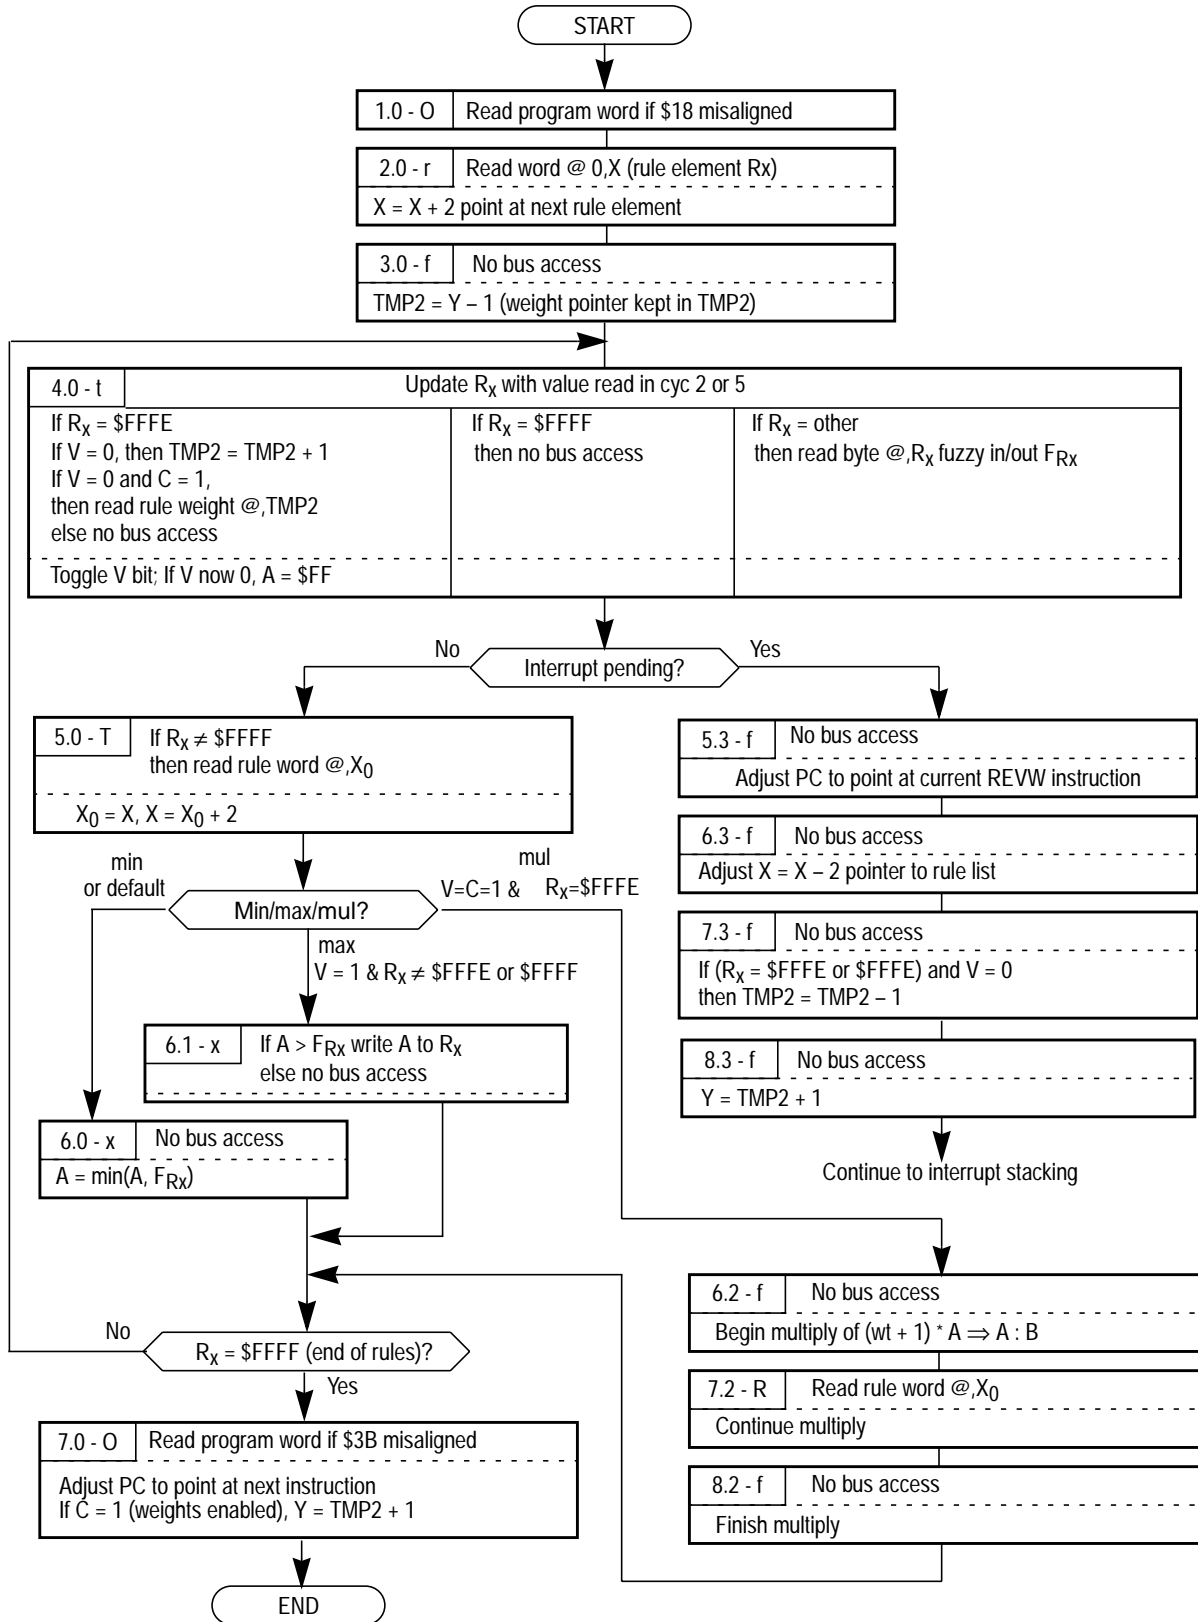 START
1.0 - O Read program word if $18 misaligned
2.0 - r Read word @ 0,X (rule element Rx)
X = X + 2 point at next rule element
3.0 - f No bus access
TMP2 = Y – 1 (weight pointer kept in TMP2)
4.0 - t Update RX with value read in cyc 2 or 5
If RX = $FFFE
If V = 0, then TMP2 = TMP2 + 1
If V = 0 and C = 1,
then read rule weight @,TMP2
else no bus access
Toggle V bit; If V now 0, A = $FF
If RX = $FFFF
then no bus access
If RX = other
then read byte @,RX fuzzy in/out FRX
No
Interrupt pending?
Yes
5.0 - T If RX ≠ $FFFF
then read rule word @,X0
X0 = X, X = X0 + 2
5.3 - f No bus access
Adjust PC to point at current REVW instruction
6.3 - f No bus access
Adjust X = X – 2 pointer to rule list
7.3 - f No bus access
If (RX = $FFFE or $FFFE) and V = 0
then TMP2 = TMP2 – 1
8.3 - f No bus access
Y = TMP2 + 1
Continue to interrupt stacking
min
or default
Min/max/mul?
mul
V=C=1 & RX=$FFFE
max
V = 1 & RX ≠ $FFFE or $FFFF
6.1 - x If A > FRX write A to RX
else no bus access
6.0 - x No bus access
A = min(A, FRX)
6.2 - f No bus access
Begin multiply of (wt + 1) * A ⇒ A : B
7.2 - R Read rule word @,X0
Continue multiply
8.2 - f No bus access
Finish multiply
No
RX = $FFFF (end of rules)?
Yes
7.0 - O Read program word if $3B misaligned
Adjust PC to point at next instruction
If C = 1 (weights enabled), Y = TMP2 + 1
END